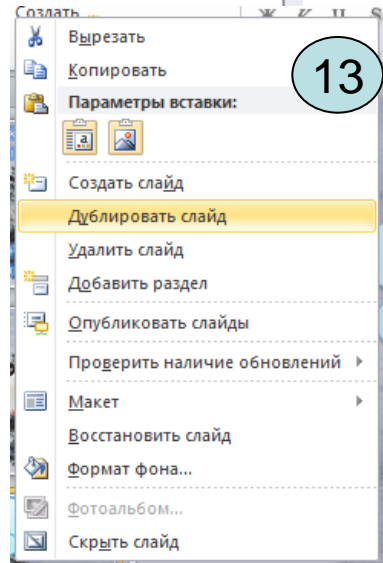 Создать
Ж К Ч S
Вырезать
Копировать
13
Параметры вставки:
a
Создать слайд
Дублировать слайд
Удалить слайд
Добавить раздел
Опубликовать слайды
Проверить наличие обновлений
Макет
Восстановить слайд
Формат фона...
Фотоальбом...
Скрыть слайд